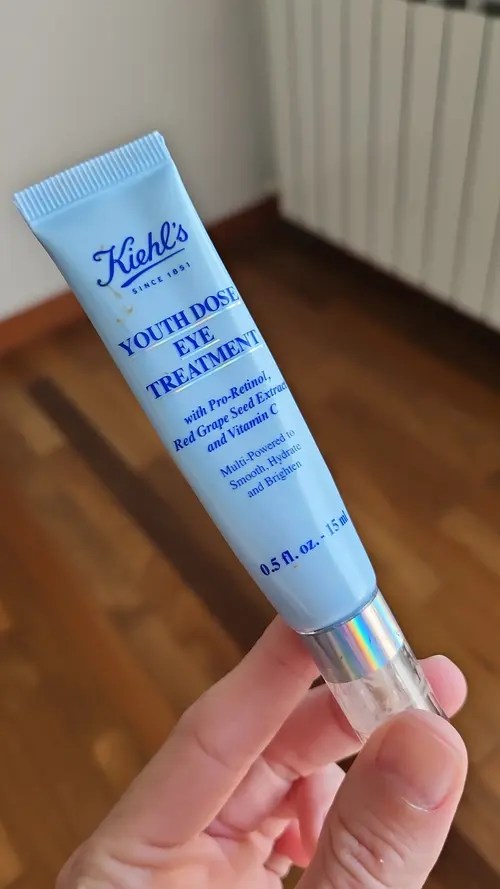 Kiehl's
SINCE 1851
YOUTH DOSE
EYE
TREATMENT
with Pro-Retinol,
Red Grape Seed Extract
and Vitamin C
Multi-Powered to
Smooth, Hydrate
and Brighten
0.5 fl. oz. - 15 ml